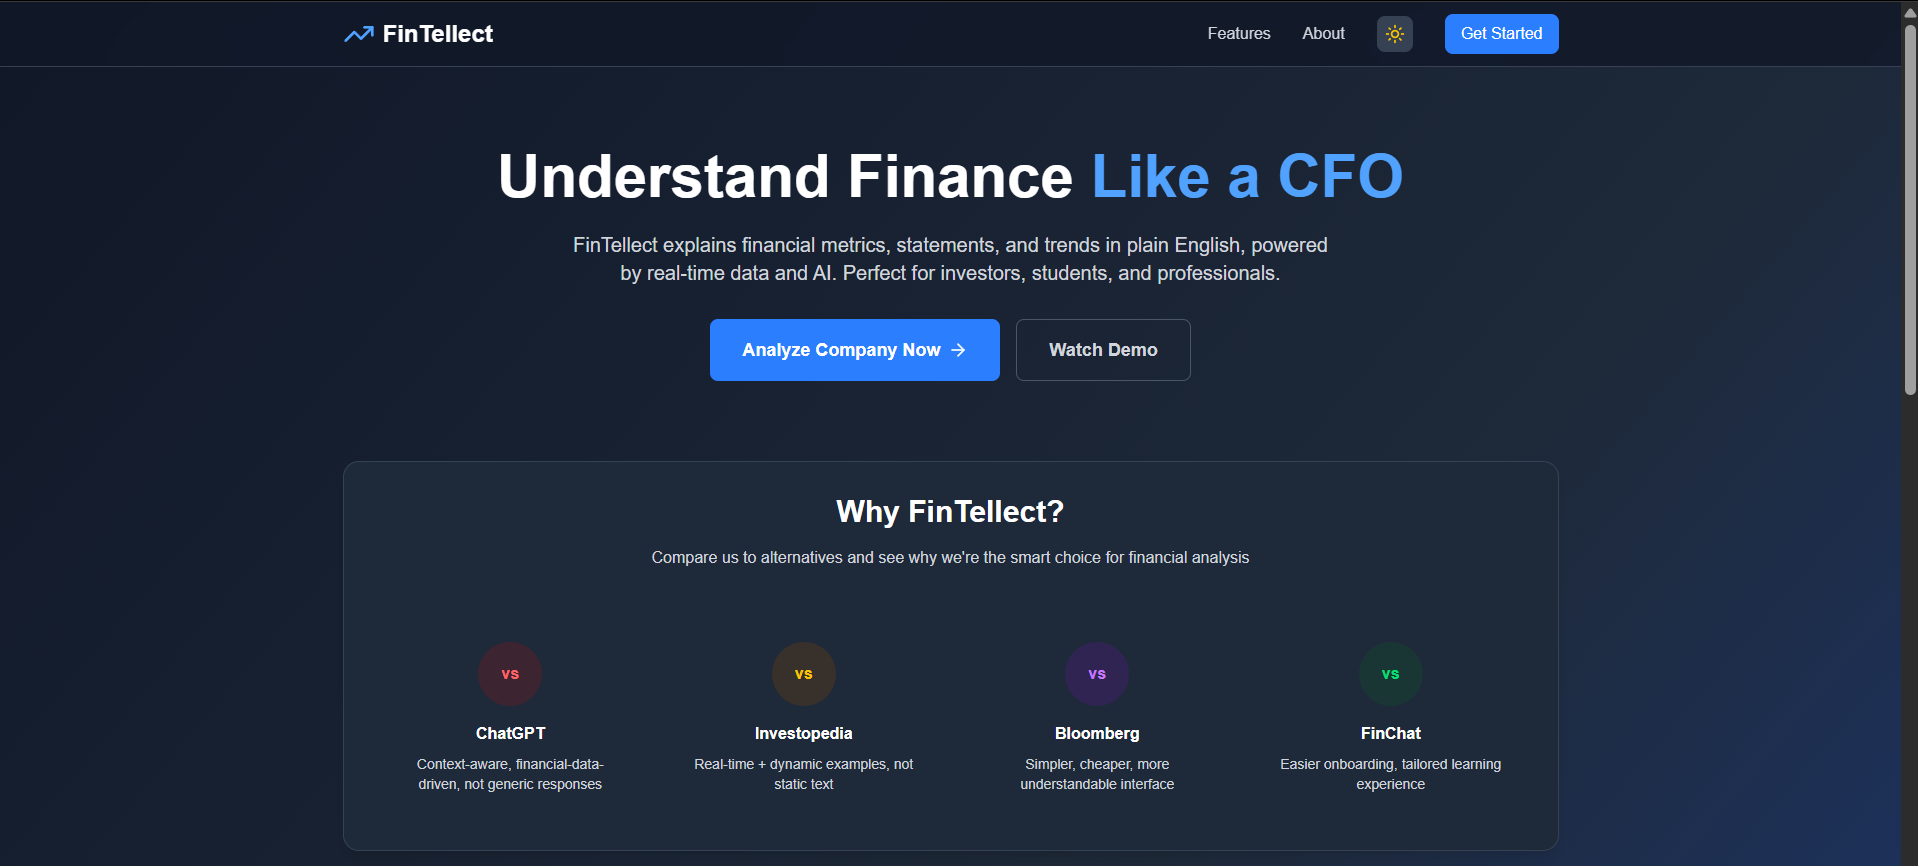 FinTellect
Features
About
Get Started
Understand Finance Like a CFO
FinTellect explains financial metrics, statements, and trends in plain English, powered
by real-time data and AI. Perfect for investors, students, and professionals.
Analyze Company Now →
Watch Demo
Why FinTellect?
Compare us to alternatives and see why we're the smart choice for financial analysis
vs
ChatGPT
Context-aware, financial-data-
driven, not generic responses
vs
Investopedia
Real-time + dynamic examples, not
static text
vs
Bloomberg
Simpler, cheaper, more
understandable interface
vs
FinChat
Easier onboarding, tailored learning
experience